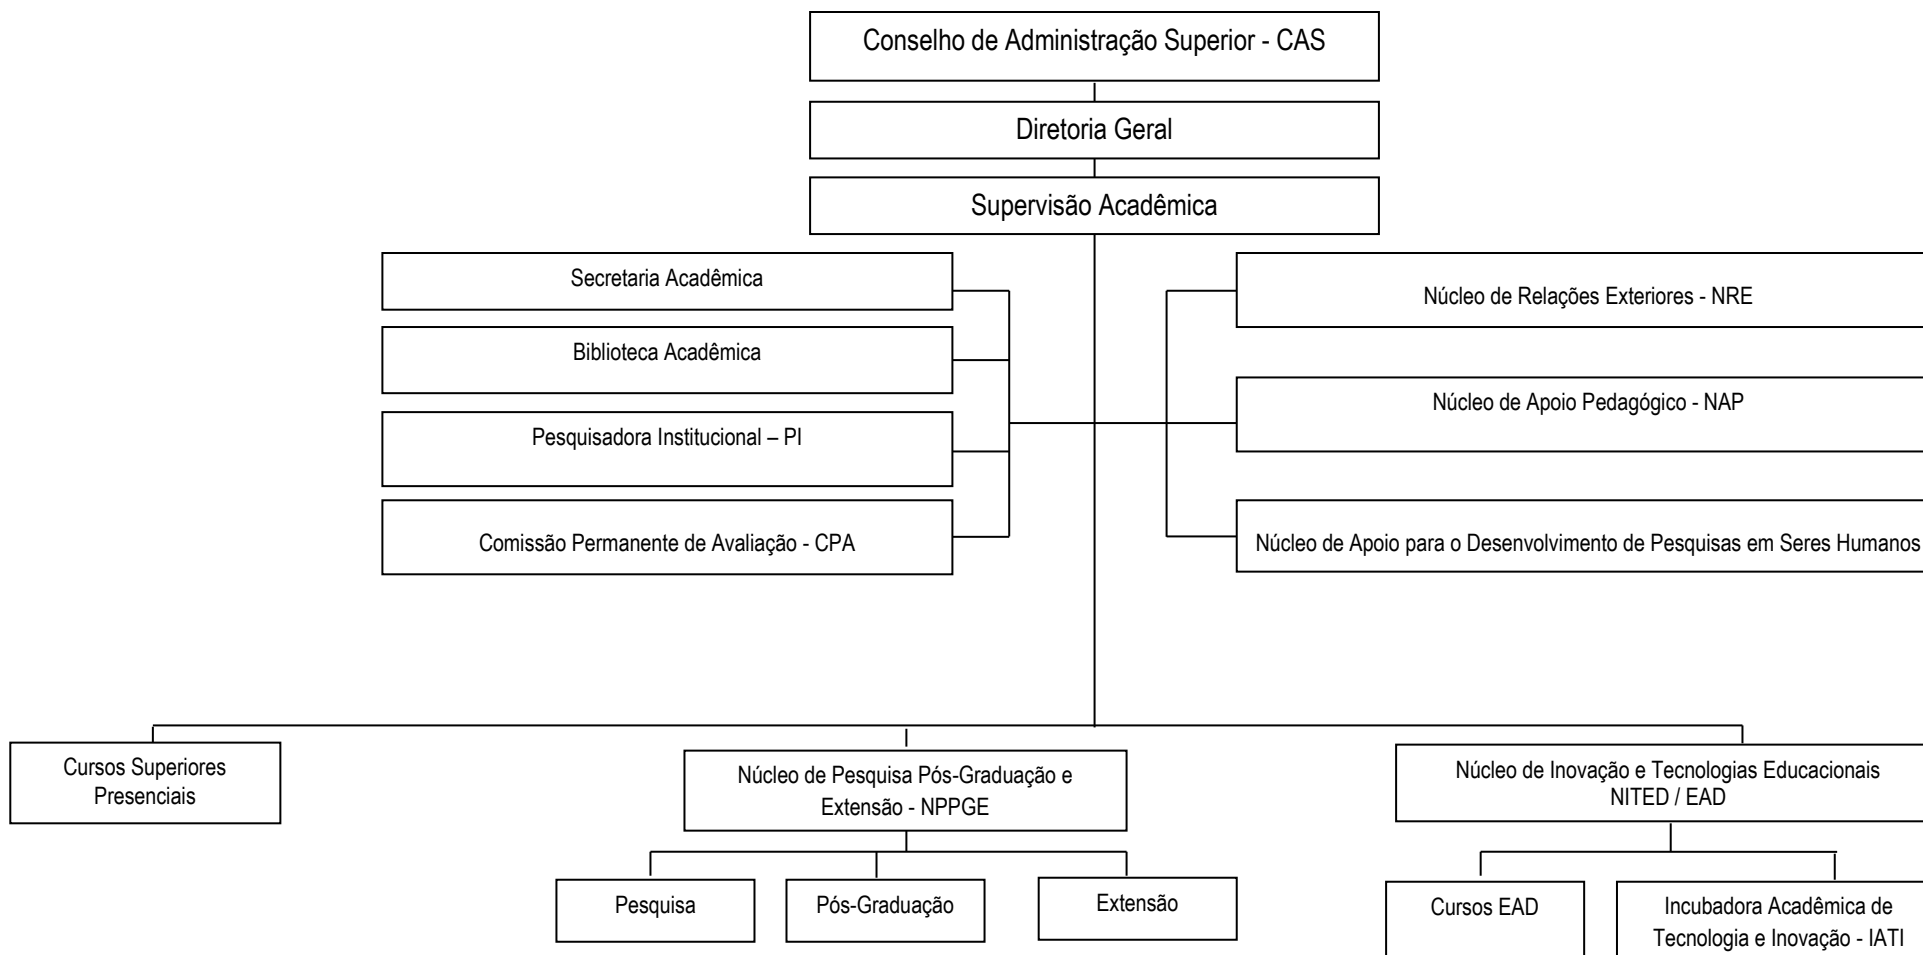 Conselho de Administração Superior - CAS
Diretoria Geral
Supervisão Acadêmica
Secretaria Acadêmica
Biblioteca Acadêmica
Pesquisadora Institucional – PI
Comissão Permanente de Avaliação - CPA
Núcleo de Relações Exteriores - NRE
Núcleo de Apoio Pedagógico - NAP
Núcleo de Apoio para o Desenvolvimento de Pesquisas em Seres Humanos
Cursos Superiores
Presenciais
Núcleo de Pesquisa Pós-Graduação e
Extensão - NPPGE
Núcleo de Inovação e Tecnologias Educacionais
NITED / EAD
Pesquisa
Pós-Graduação
Extensão
Cursos EAD
Incubadora Acadêmica de
Tecnologia e Inovação - IATI